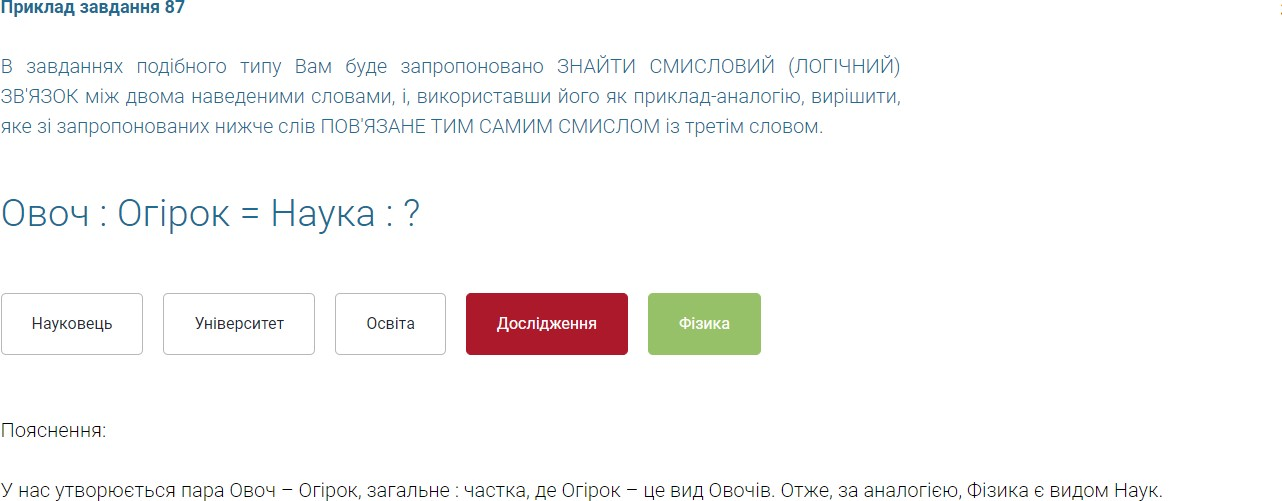 Приклад завдання 87
В завданнях подібного типу Вам буде запропоновано ЗНАЙТИ СМИСЛОВИЙ (ЛОГІЧНИЙ)
ЗВ'ЯЗОК між двома наведеними словами, і, використавши його як приклад-аналогію, вирішити,
яке зі запропонованих нижче слів ПОВ'ЯЗАНЕ ТИМ САМИМ СМИСЛОМ із третім словом.
Овоч : Огірок = Наука : ?
Науковець Університет Освіта Дослідження Фізика
Пояснення:
У нас утворюється пара Овоч – Огірок, загальне : частка, де Огірок – це вид Овочів. Отже, за аналогією, Фізика є видом Наук.